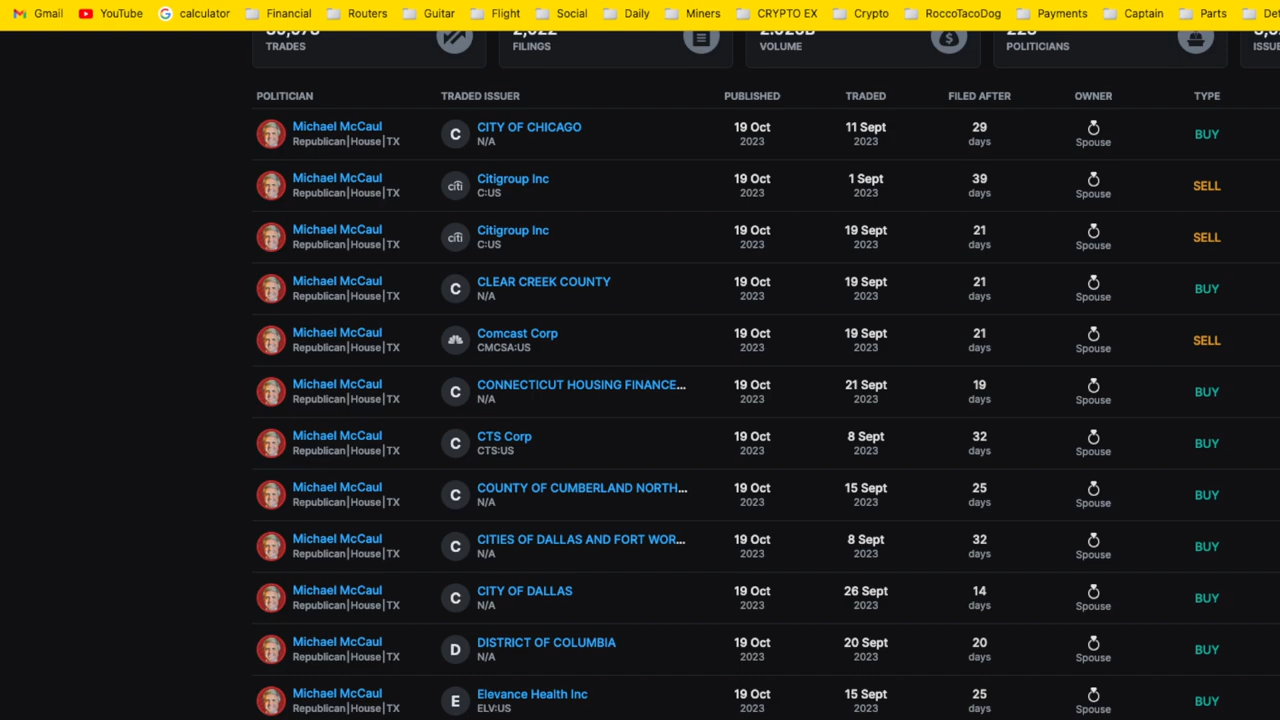 Gmail YouTube calculator Financial Routers Guitar Flight Social Daily Miners CRYPTO EX Crypto RoccoTacoDog Payments Captain Parts
TRADES FILINGS VOLUME POLITICIANS
POLITICIAN TRADED ISSUER PUBLISHED TRADED FILED AFTER OWNER TYPE
Michael McCaul CITY OF CHICAGO 19 Oct 11 Sept 29 BUY
Republican|House|TX C N/A 2023 2023 days Spouse
Michael McCaul Citigroup Inc 19 Oct 1 Sept 39 SELL
Republican|House|TX citi C:US 2023 2023 days Spouse
Michael McCaul Citigroup Inc 19 Oct 19 Sept 21 SELL
Republican|House|TX citi C:US 2023 2023 days Spouse
Michael McCaul CLEAR CREEK COUNTY 19 Oct 19 Sept 21 BUY
Republican|House|TX C N/A 2023 2023 days Spouse
Michael McCaul Comcast Corp 19 Oct 19 Sept 21 SELL
Republican|House|TX CMCSA:US 2023 2023 days Spouse
Michael McCaul CONNECTICUT HOUSING FINANCE... 19 Oct 21 Sept 19 BUY
Republican|House|TX C N/A 2023 2023 days Spouse
Michael McCaul CTS Corp 19 Oct 8 Sept 32 BUY
Republican|House|TX C CTS:US 2023 2023 days Spouse
Michael McCaul COUNTY OF CUMBERLAND NORTH... 19 Oct 15 Sept 25 BUY
Republican|House|TX C N/A 2023 2023 days Spouse
Michael McCaul CITIES OF DALLAS AND FORT WOR... 19 Oct 8 Sept 32 BUY
Republican|House|TX C N/A 2023 2023 days Spouse
Michael McCaul CITY OF DALLAS 19 Oct 26 Sept 14 BUY
Republican|House|TX C N/A 2023 2023 days Spouse
Michael McCaul DISTRICT OF COLUMBIA 19 Oct 20 Sept 20 BUY
Republican|House|TX D N/A 2023 2023 days Spouse
Michael McCaul Elevance Health Inc 19 Oct 15 Sept 25 BUY
Republican|House|TX E ELV:US 2023 2023 days Spouse